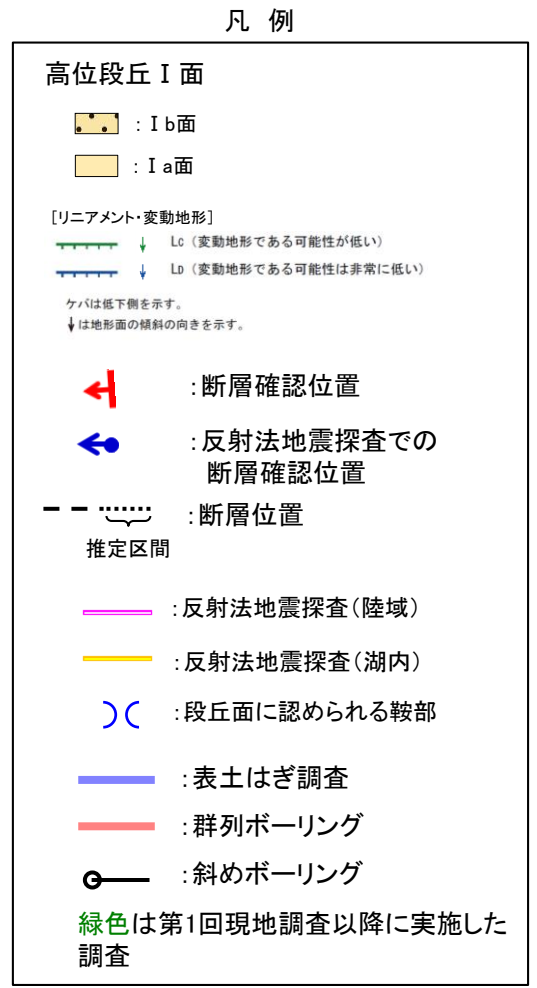 凡 例
高位段丘Ⅰ面
：Ⅰb面
：Ⅰa面
［リニアメント・変動地形］
LC（変動地形である可能性が低い）
LD（変動地形である可能性は非常に低い）
ケバは低下側を示す。
↓は地形面の傾斜の向きを示す。
：断層確認位置
：反射法地震探査での
断層確認位置
：断層位置
推定区間
：反射法地震探査（陸域）
：反射法地震探査（湖内）
：段丘面に認められる鞍部
：表土はぎ調査
：群列ボーリング
：斜めボーリング
緑色は第1回現地調査以降に実施した
調査